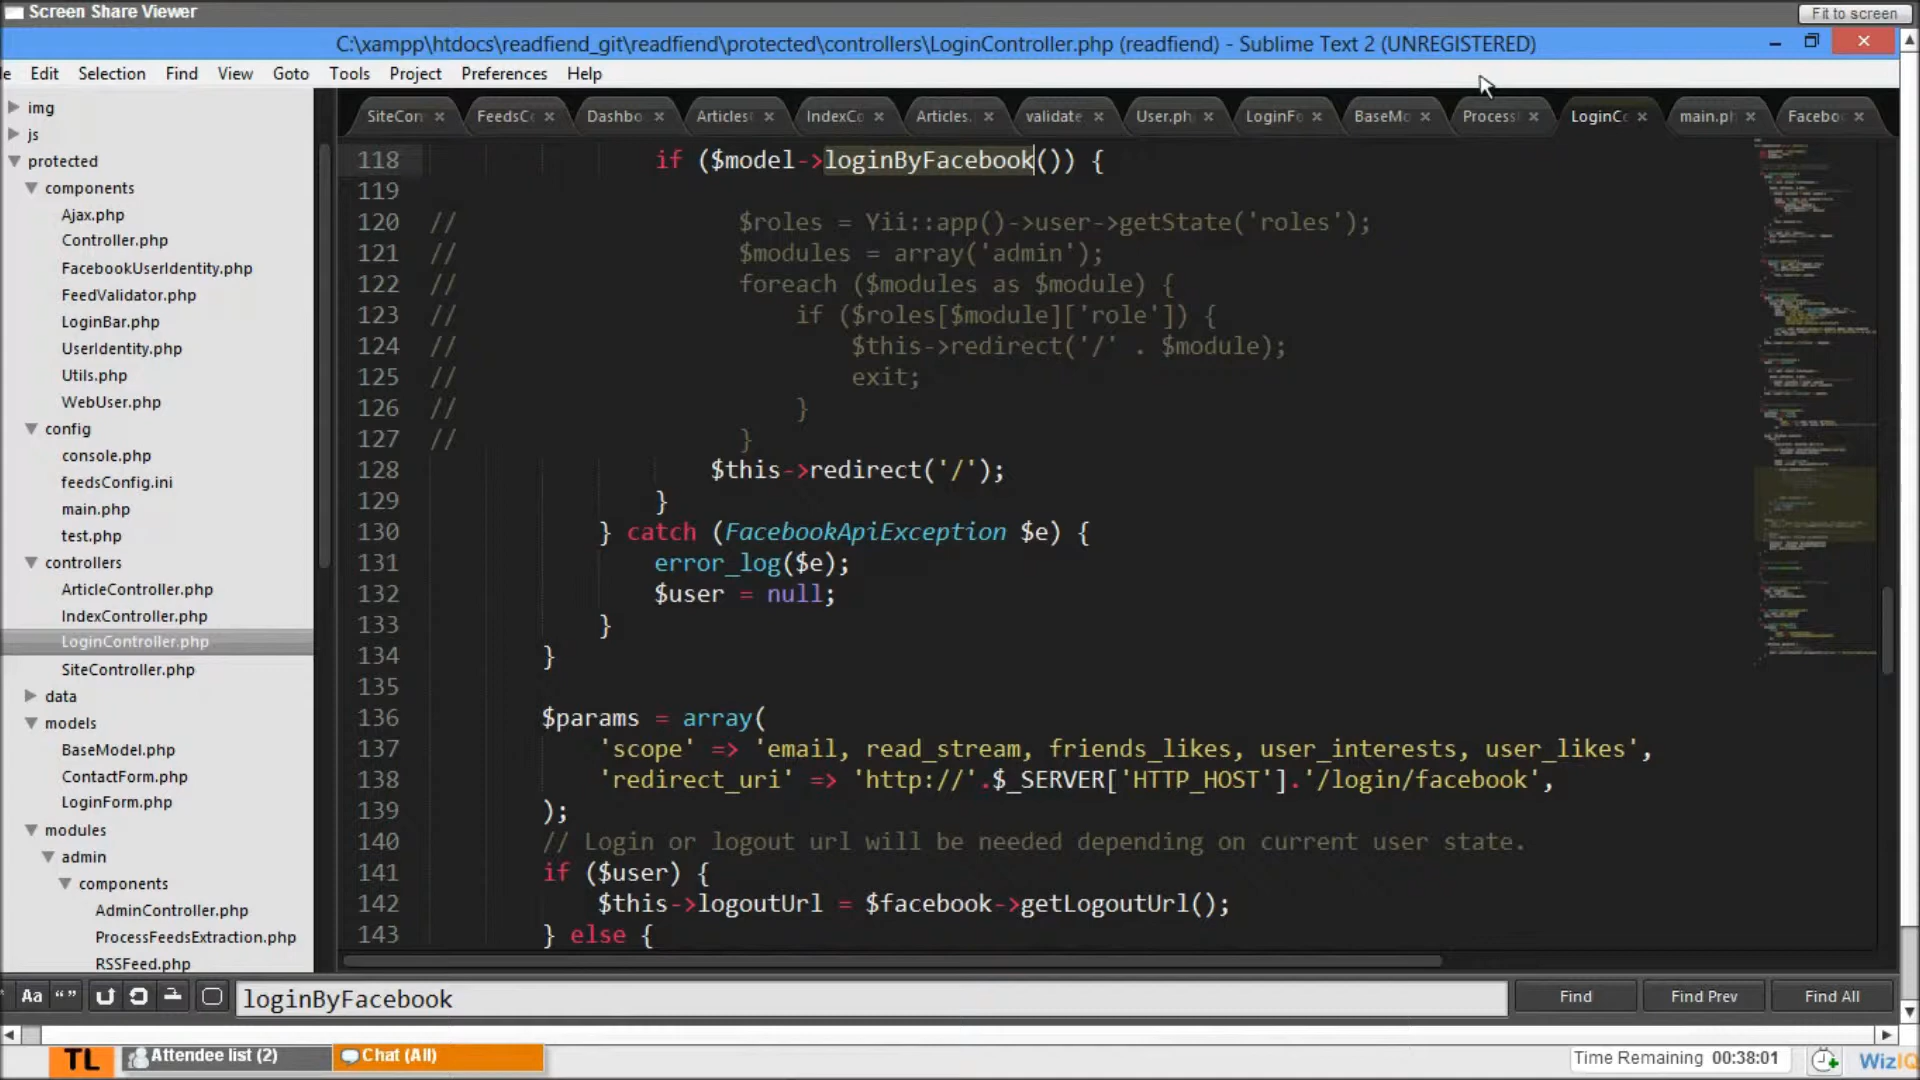 Screen Share Viewer
Fit to screen
C:\xampp\htdocs\readfiend_git\readfiend\protected\controllers\LoginController.php (readfiend) - Sublime Text 2 (UNREGISTERED)
Edit Selection Find View Goto Tools Project Preferences Help
SiteCon FeedsC Dashbo Articles IndexCo Articles. validate User.ph LoginFo BaseMo Process LoginC main.ph Facebo
img
js
protected
components
Ajax.php
Controller.php
FacebookUserIdentity.php
FeedValidator.php
LoginBar.php
UserIdentity.php
Utils.php
WebUser.php
config
console.php
feedsConfig.ini
main.php
test.php
controllers
ArticleController.php
IndexController.php
LoginController.php
SiteController.php
data
models
BaseModel.php
ContactForm.php
LoginForm.php
modules
admin
components
AdminController.php
ProcessFeedsExtraction.php
RSSFeed.php
118 if ($model->loginByFacebook()) {
119
120 // $roles = Yii::app()->user->getState('roles');
121 // $modules = array('admin');
122 // foreach ($modules as $module) {
123 // if ($roles[$module]['role']) {
124 // $this->redirect('/' . $module);
125 // exit;
126 // }
127 // }
128 $this->redirect('/');
129 }
130 } catch (FacebookApiException $e) {
131 error_log($e);
132 $user = null;
133 }
134 }
135
136 $params = array(
137 'scope' => 'email, read_stream, friends_likes, user_interests, user_likes',
138 'redirect_uri' => 'http://'.$_SERVER['HTTP_HOST'].'/login/facebook',
139 );
140 // Login or logout url will be needed depending on current user state.
141 if ($user) {
142 $this->logoutUrl = $facebook->getLogoutUrl();
143 } else {
Aa “ ” loginByFacebook Find Find Prev Find All
TL Attendee list (2) Chat (All) Time Remaining 00:38:01 WizIQ